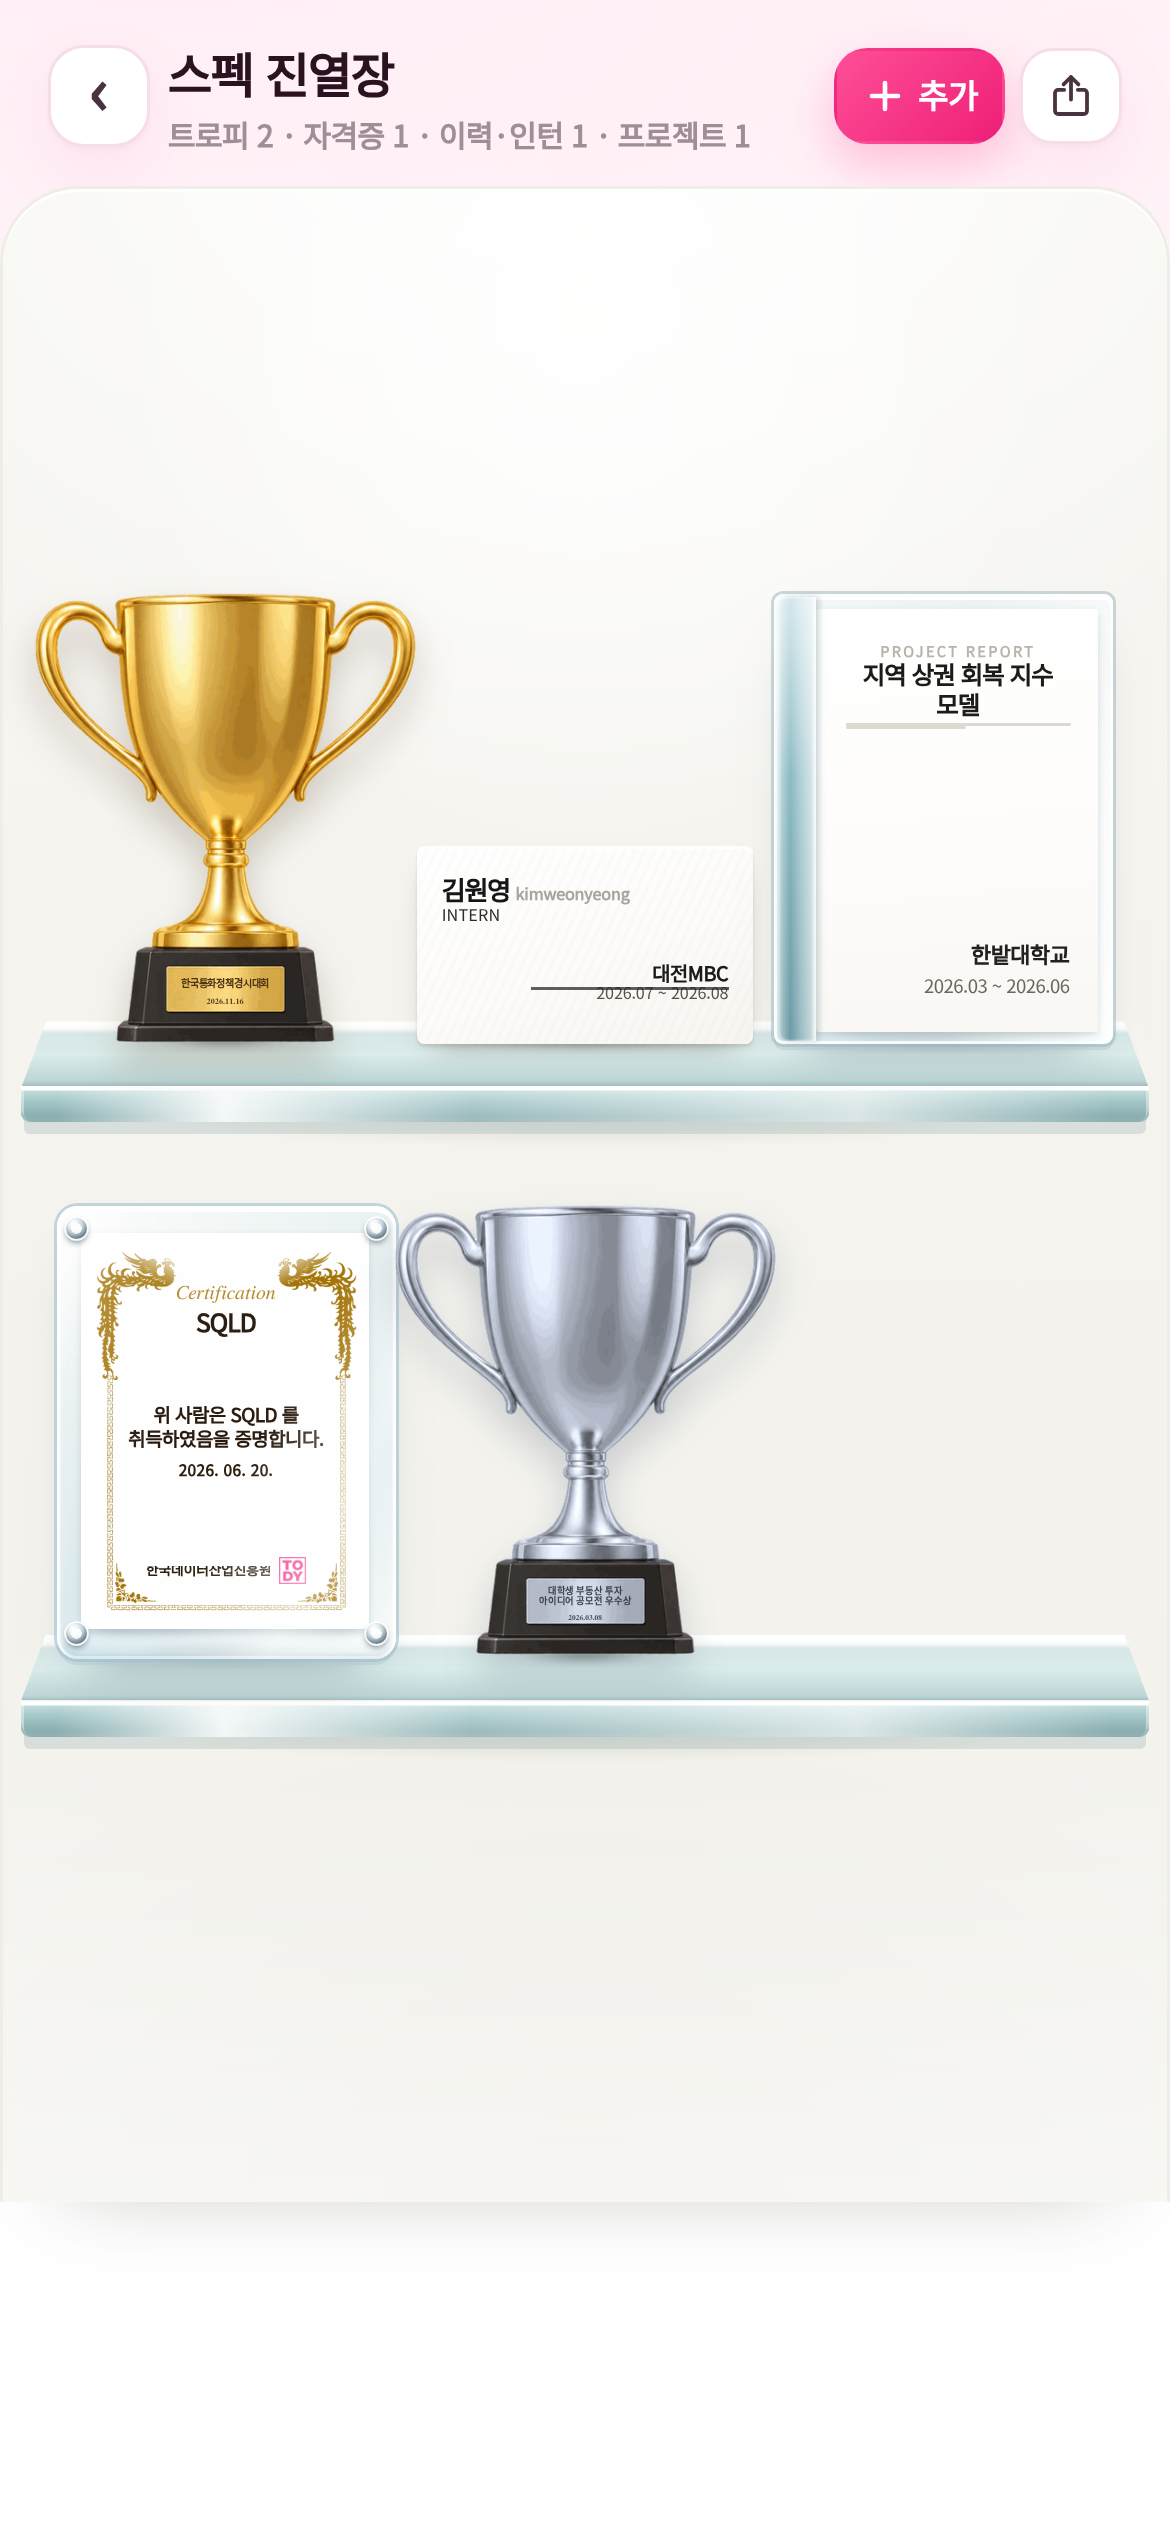 스펙 진열장
트로피 2 · 자격증 1 · 이력·인턴 1 · 프로젝트 1
추가
한국통화정책경시대회
2026.11.16
김원영 kimweonyeong
INTERN
대전MBC
2026.07 ~ 2026.08
PROJECT REPORT
지역 상권 회복 지수
모델
한밭대학교
2026.03 ~ 2026.06
Certification
SQLD
위 사람은 SQLD 를
취득하였음을 증명합니다.
2026. 06. 20.
한국데이터산업진흥원
TO
DY
대학생 부동산 투자
아이디어 공모전 우수상
2026.03.08